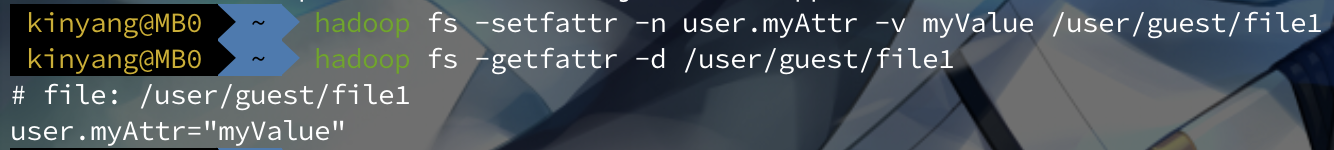 kinyang@MB0 ~ hadoop fs -setfattr -n user.myAttr -v myValue /user/guest/file1
kinyang@MB0 ~ hadoop fs -getfattr -d /user/guest/file1
# file: /user/guest/file1
user.myAttr="myValue"